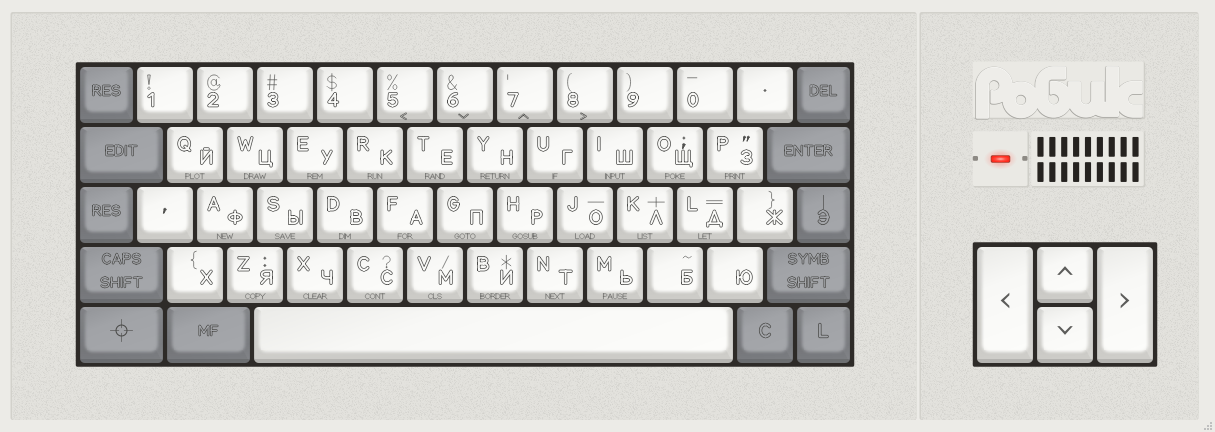 RES ! 1 @ 2 # 3 $ 4 % 5 < & 6 ' 7 ( 8 > ) 9 _ 0 . DEL
EDIT Q Й PLOT W Ц DRAW E У REM R К RUN T Е RAND Y Н RETURN U Г IF I Ш INPUT O ; Щ POKE P " З PRINT ENTER
RES , A Ф NEW S Ы SAVE D В DIM F А FOR G П GOTO H Р GOSUB J – О LOAD K + Л LIST L = Д LET } Ж Э
CAPS SHIFT { Х Z : Я COPY X Ч CLEAR C ? С CONT V / М CLS B * И BORDER N Т NEXT M Ь PAUSE ~ Б Ю SYMB SHIFT
MF C L
Robik